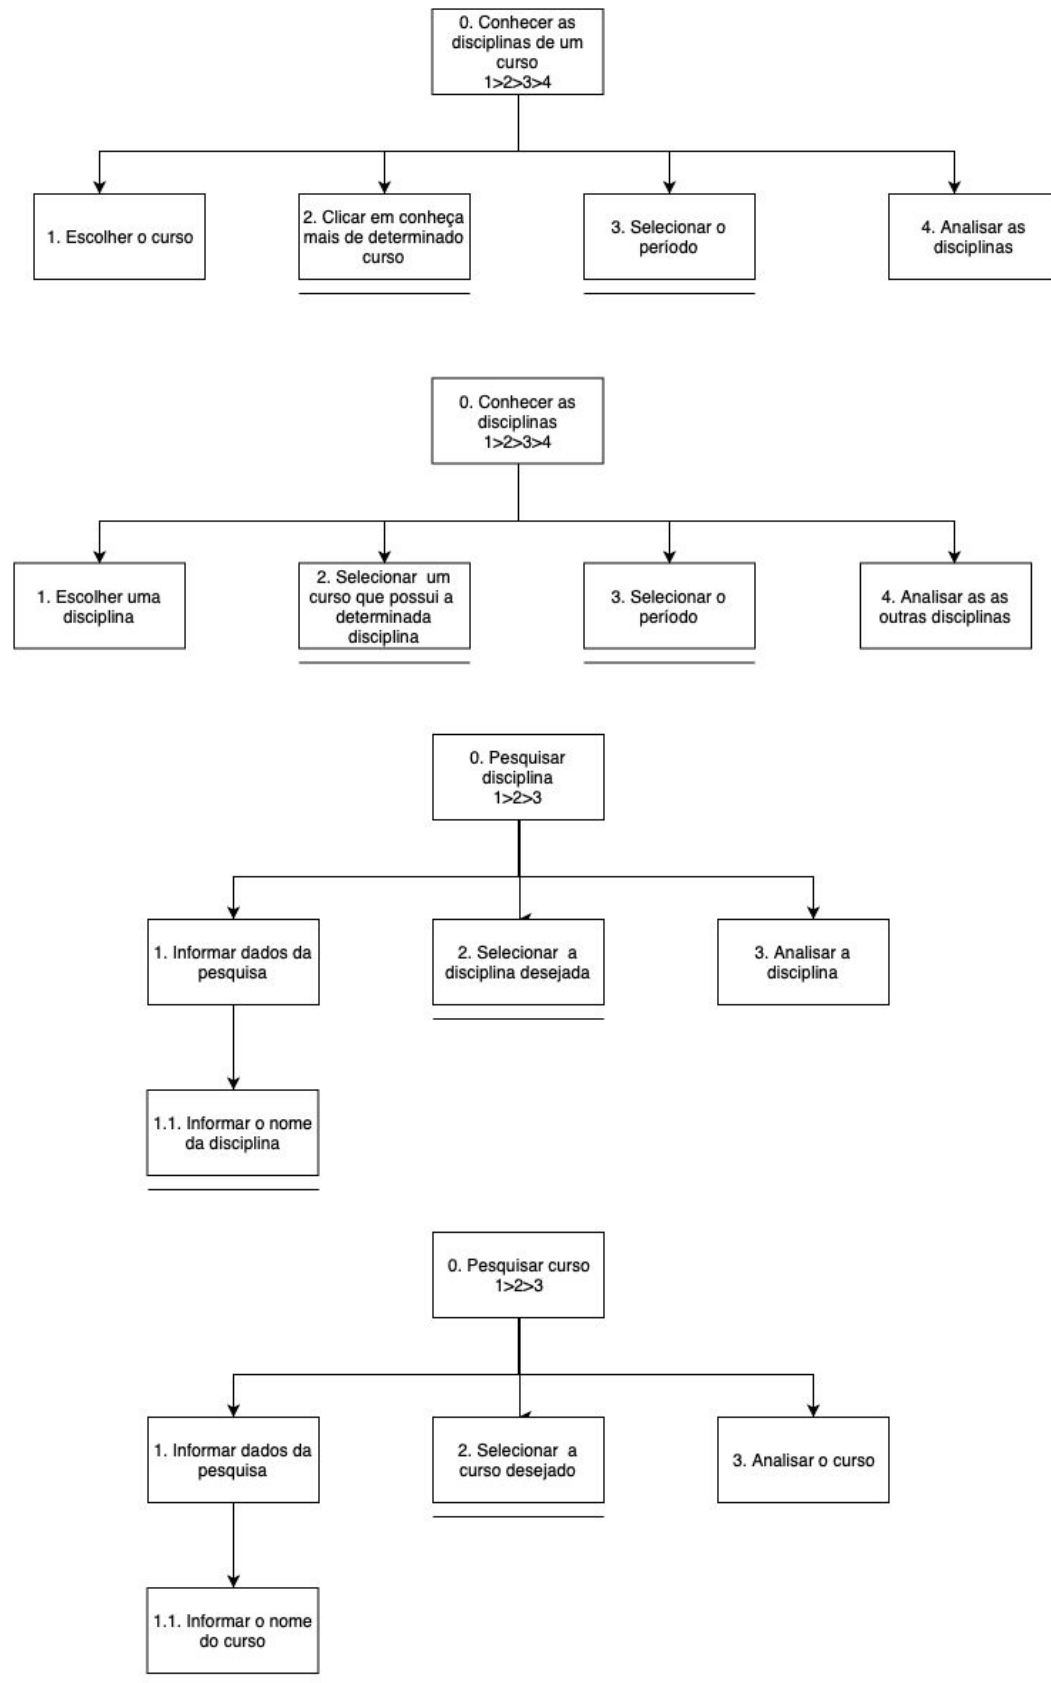 0. Conhecer as
disciplinas de um
curso
1>2>3>4
1. Escolher o curso
2. Clicar em conheça
mais de determinado
curso
3. Selecionar o
período
4. Analisar as
disciplinas
0. Conhecer as
disciplinas
1>2>3>4
1. Escolher uma
disciplina
2. Selecionar um
curso que possui a
determinada
disciplina
3. Selecionar o
período
4. Analisar as as
outras disciplinas
0. Pesquisar
disciplina
1>2>3
1. Informar dados da
pesquisa
2. Selecionar a
disciplina desejada
3. Analisar a
disciplina
1.1. Informar o nome
da disciplina
0. Pesquisar curso
1>2>3
1. Informar dados da
pesquisa
2. Selecionar a
curso desejado
3. Analisar o curso
1.1. Informar o nome
do curso